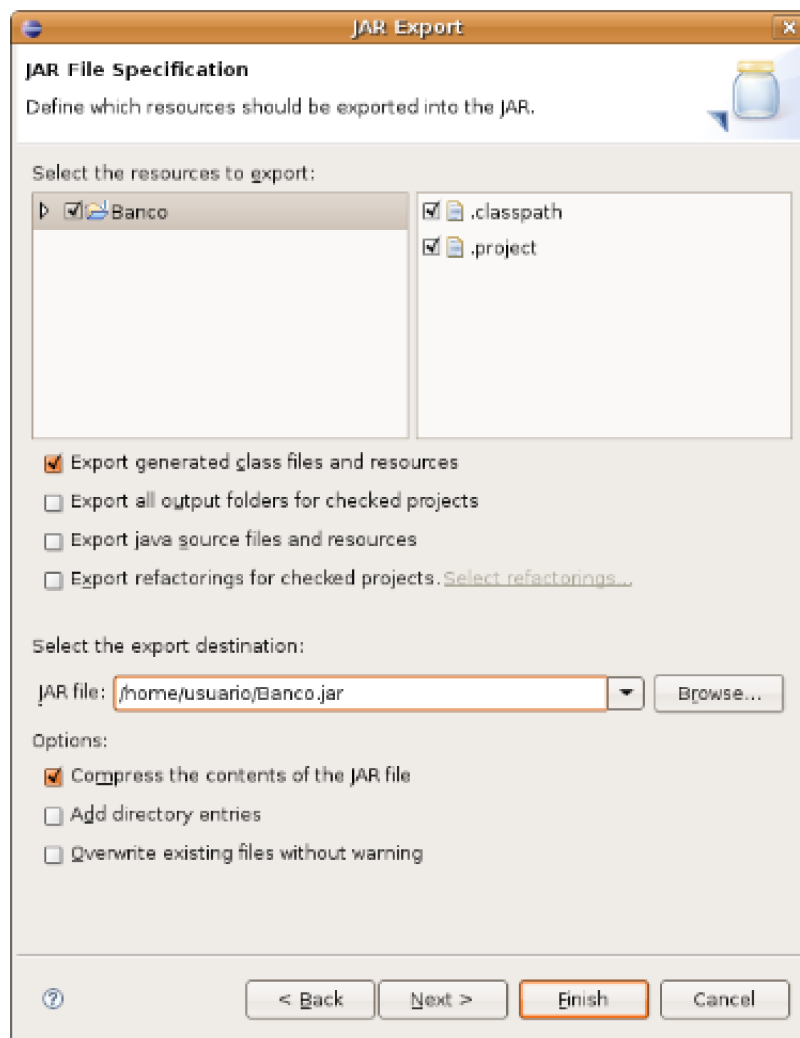 JAR Export
JAR File Specification
Define which resources should be exported into the JAR.
Select the resources to export:
Banco
.classpath
.project
Export generated class files and resources
Export all output folders for checked projects
Export java source files and resources
Export refactorings for checked projects. Select refactorings...
Select the export destination:
JAR file: /home/usuario/Banco.jar Browse...
Options:
Compress the contents of the JAR file
Add directory entries
Overwrite existing files without warning
? < Back Next > Finish Cancel